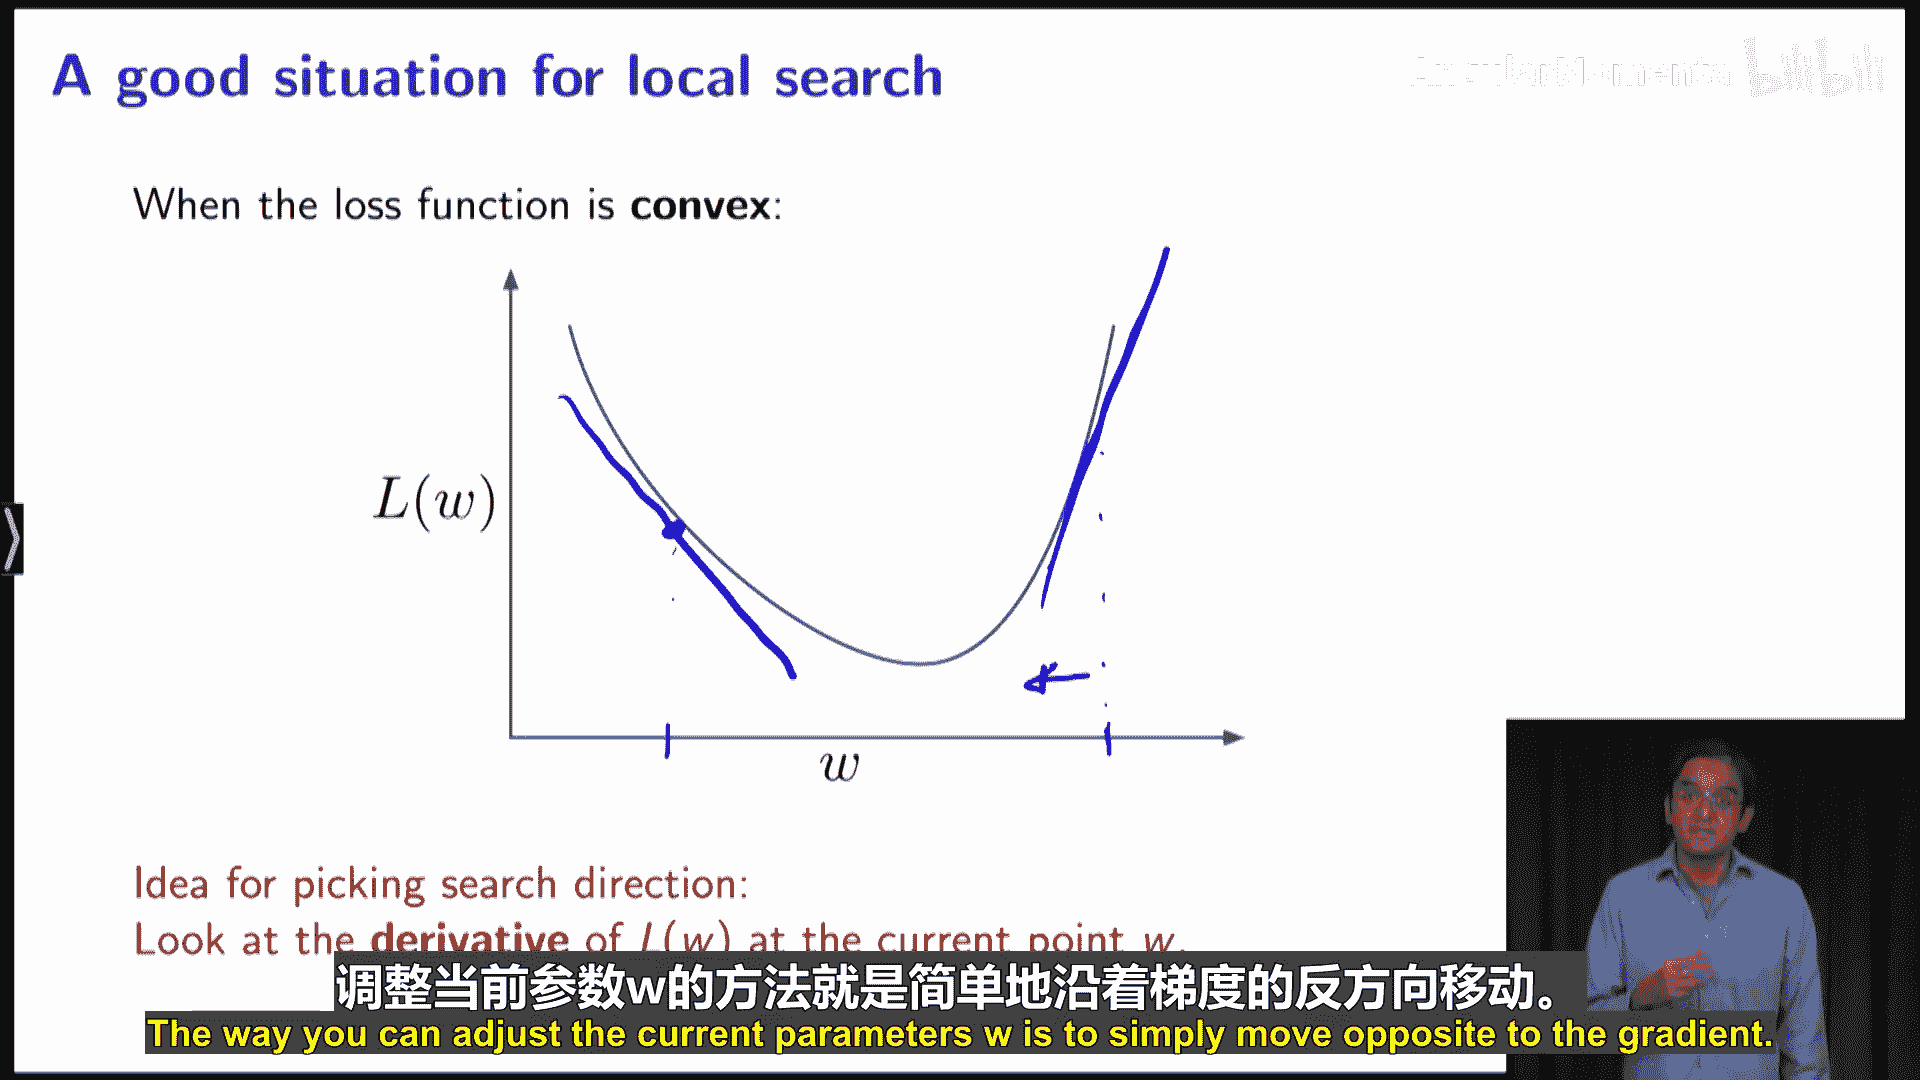 A good situation for local search
bilibili
When the loss function is convex:
L(w)
w
Idea for picking search direction:
Look at the derivative of L(w) at the current point w.
调整当前参数w的方法就是简单地沿着梯度的反方向移动。
The way you can adjust the current parameters w is to simply move opposite to the gradient.